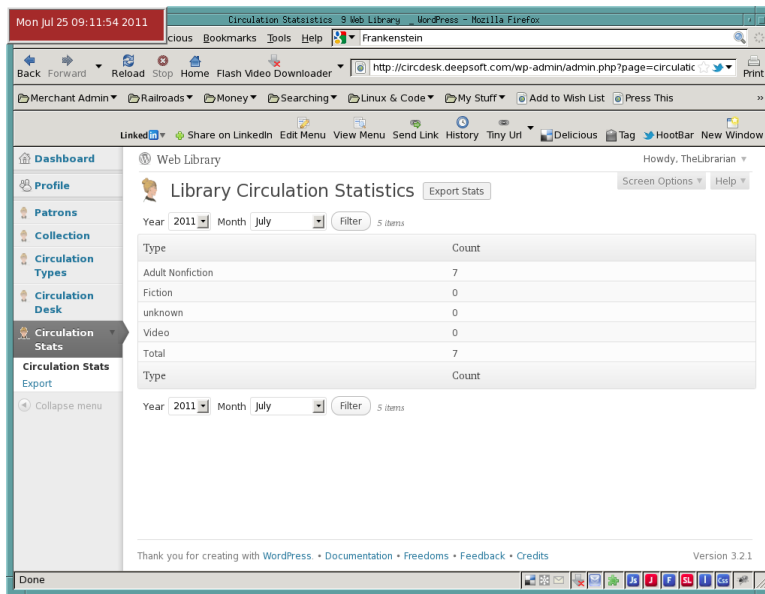 Mon Jul 25 09:11:54 2011
Circulation Statsistics 9 Web Library _ WordPress - Mozilla Firefox
cious Bookmarks Tools Help Frankenstein
Back Forward Reload Stop Home Flash Video Downloader http://circdesk.deepsoft.com/wp-admin/admin.php?page=circulatic Print
Merchant Admin Railroads Money Searching Linux & Code My Stuff Add to Wish List Press This »
Linked in Share on LinkedIn Edit Menu View Menu Send Link History Tiny Url Delicious Tag HootBar New Window
Dashboard
Profile
Patrons
Collection
Circulation
Types
Circulation
Desk
Circulation
Stats
Circulation Stats
Export
Collapse menu
Web Library Howdy, TheLibrarian
Screen Options Help
Library Circulation Statistics Export Stats
Year 2011 Month July Filter 5 items
Type Count
Adult Nonfiction 7
Fiction 0
unknown 0
Video 0
Total 7
Type Count
Year 2011 Month July Filter 5 items
Thank you for creating with WordPress. • Documentation • Freedoms • Feedback • Credits Version 3.2.1
Done Js J F SL I Css